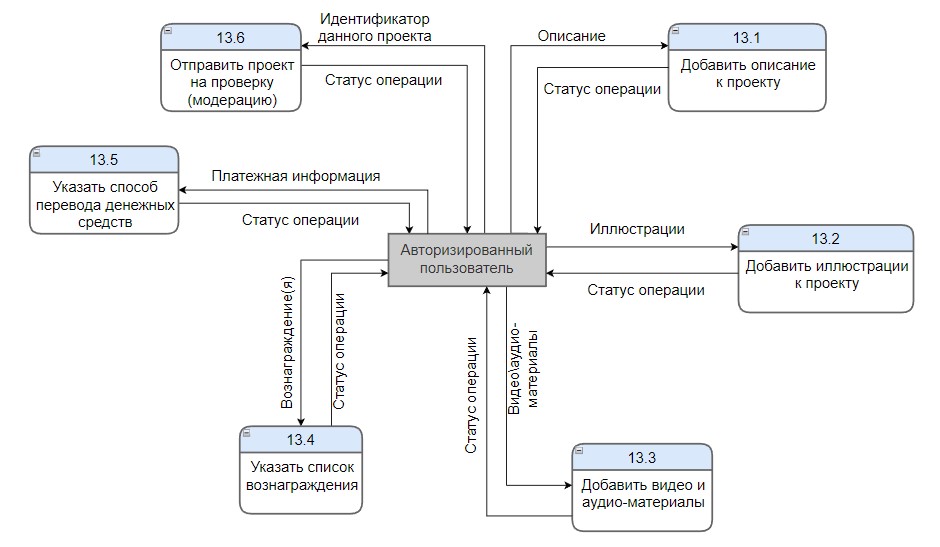 13.6
Отправить проект
на проверку
(модерацию)
Идентификатор
данного проекта
Статус операции
Описание
Статус операции
13.1
Добавить описание
к проекту
13.5
Указать способ
перевода денежных
средств
Платежная информация
Статус операции
Авторизированный
пользователь
Иллюстрации
Статус операции
13.2
Добавить иллюстрации
к проекту
Вознаграждение(я)
Статус операции
Статус операции
Видео\аудио-
материалы
13.4
Указать список
вознаграждения
13.3
Добавить видео и
аудио-материалы